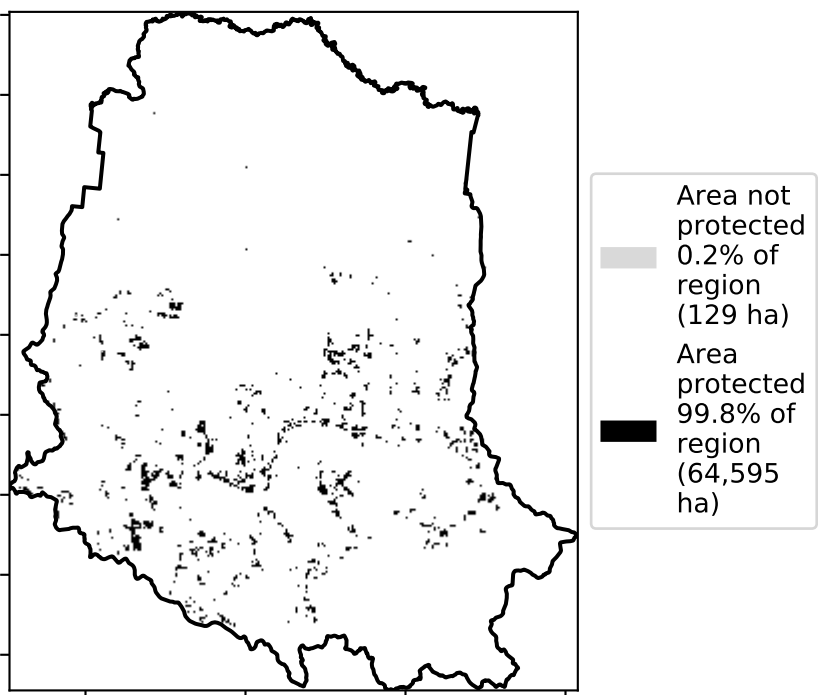 Area not
protected
0.2% of
region
(129 ha)
Area
protected
99.8% of
region
(64,595
ha)